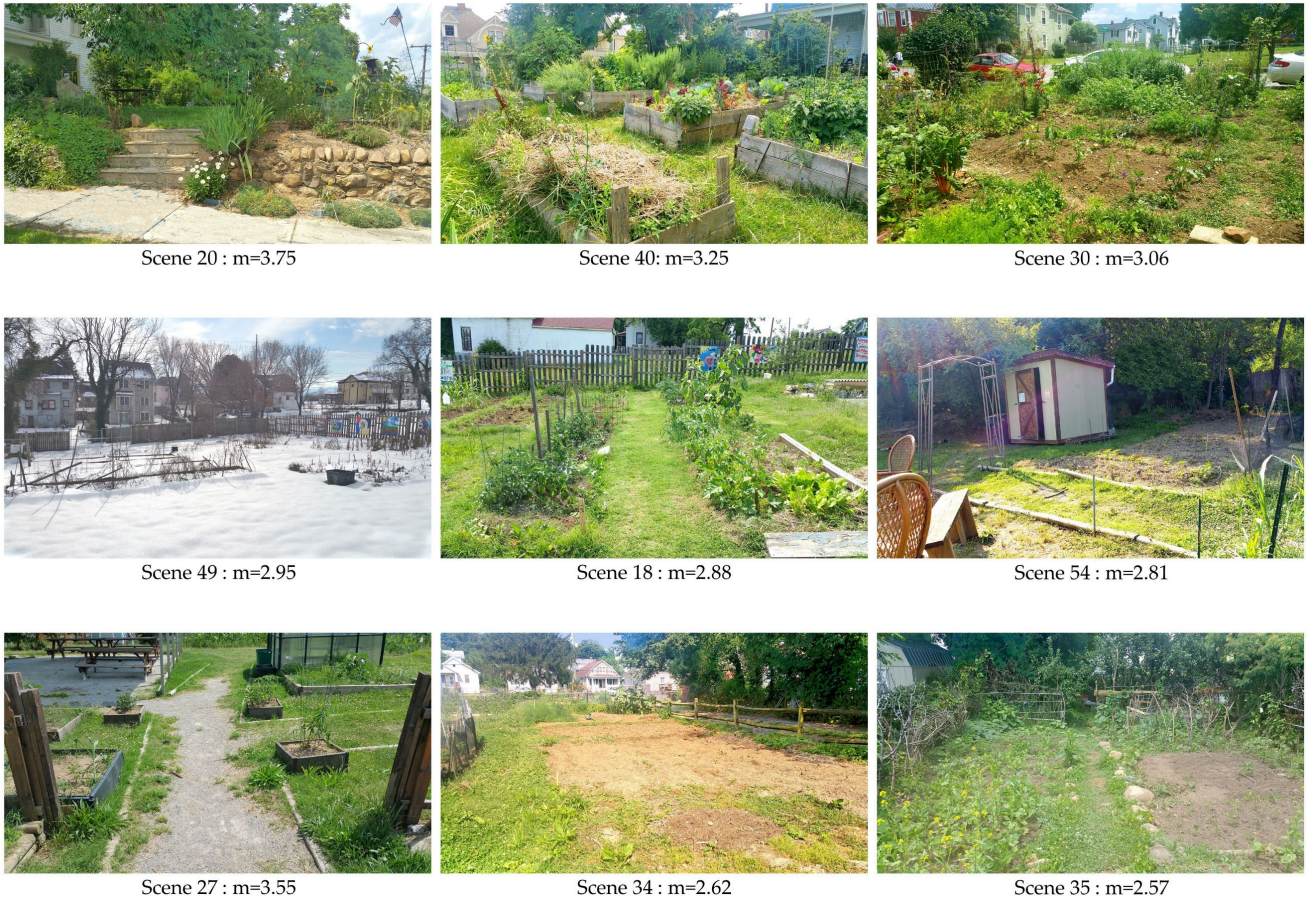 Scene 20 : m=3.75
Scene 40: m=3.25
Scene 30 : m=3.06
Scene 49 : m=2.95
Scene 18 : m=2.88
Scene 54 : m=2.81
Scene 27 : m=3.55
Scene 34 : m=2.62
Scene 35 : m=2.57